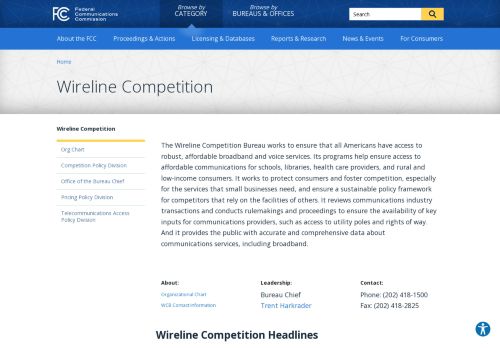 FCC Federal Communications Commission
Browse by CATEGORY
Browse by BUREAUS & OFFICES
Search
About the FCC Proceedings & Actions Licensing & Databases Reports & Research News & Events For Consumers
Home
Wireline Competition
Wireline Competition
Org Chart
Competition Policy Division
Office of the Bureau Chief
Pricing Policy Division
Telecommunications Access
Policy Division
The Wireline Competition Bureau works to ensure that all Americans have access to
robust, affordable broadband and voice services. Its programs help ensure access to
affordable communications for schools, libraries, health care providers, and rural and
low-income consumers. It works to protect consumers and foster competition, especially
for the services that small businesses need, and ensure a sustainable policy framework
for competitors that rely on the facilities of others. It reviews communications industry
transactions and conducts rulemakings and proceedings to ensure the availability of key
inputs for communications providers, such as access to utility poles and rights of way.
And it provides the public with accurate and comprehensive data about
communications services, including broadband.
About:
Organizational Chart
WCB Contact Information
Leadership:
Bureau Chief
Trent Harkrader
Contact:
Phone: (202) 418-1500
Fax: (202) 418-2825
Wireline Competition Headlines